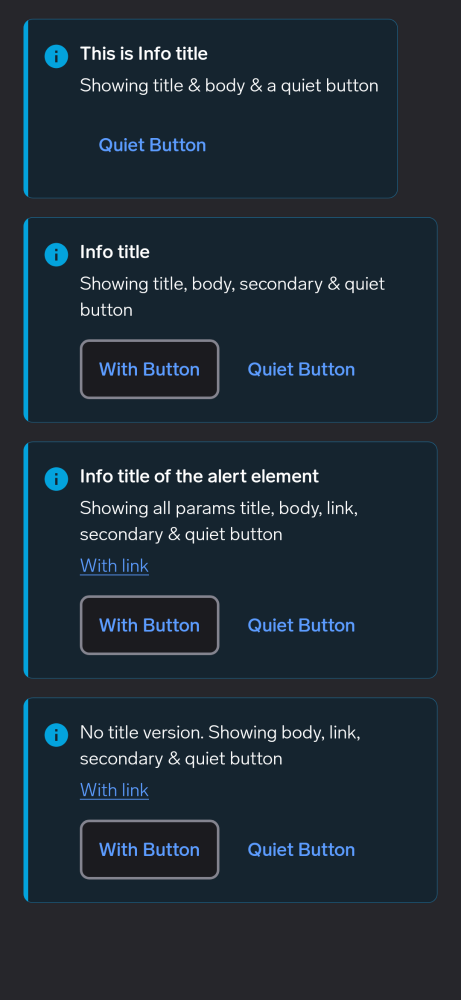 This is Info title
Showing title & body & a quiet button
Quiet Button
Info title
Showing title, body, secondary & quiet
button
With Button
Quiet Button
Info title of the alert element
Showing all params title, body, link,
secondary & quiet button
With link
With Button
Quiet Button
No title version. Showing body, link,
secondary & quiet button
With link
With Button
Quiet Button